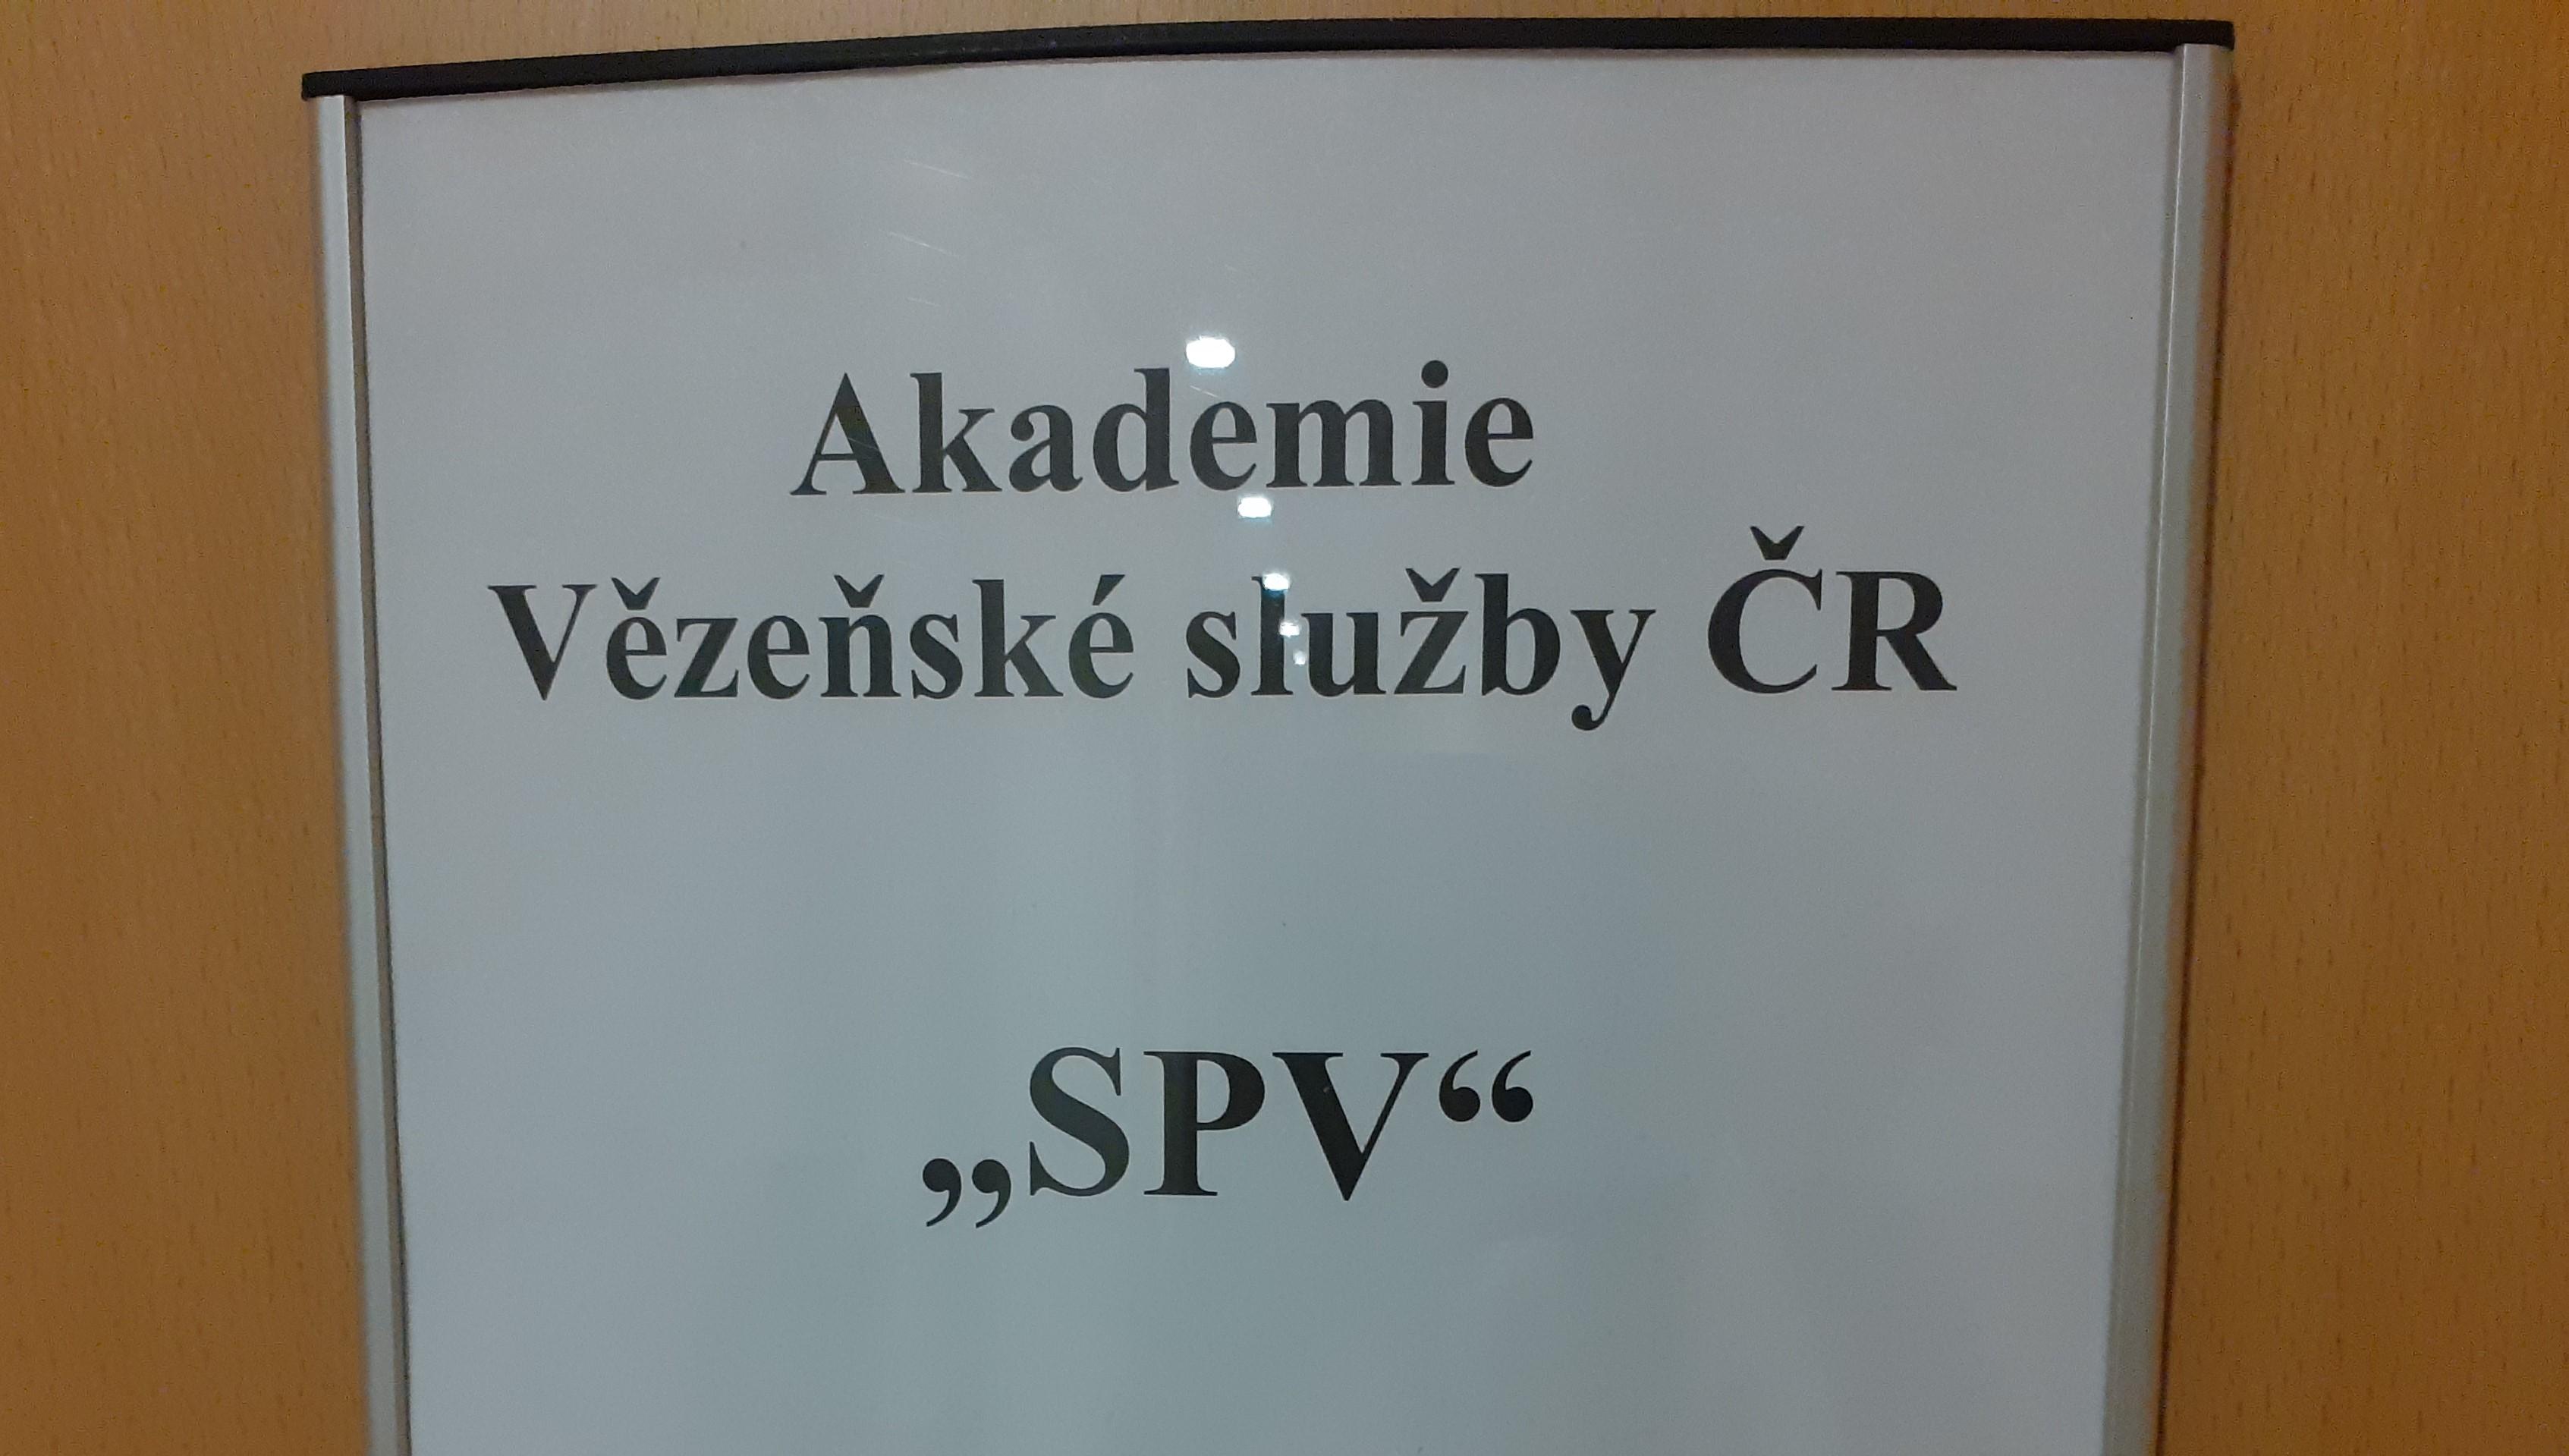 Akademie
Vězeňské služby ČR
„SPV“